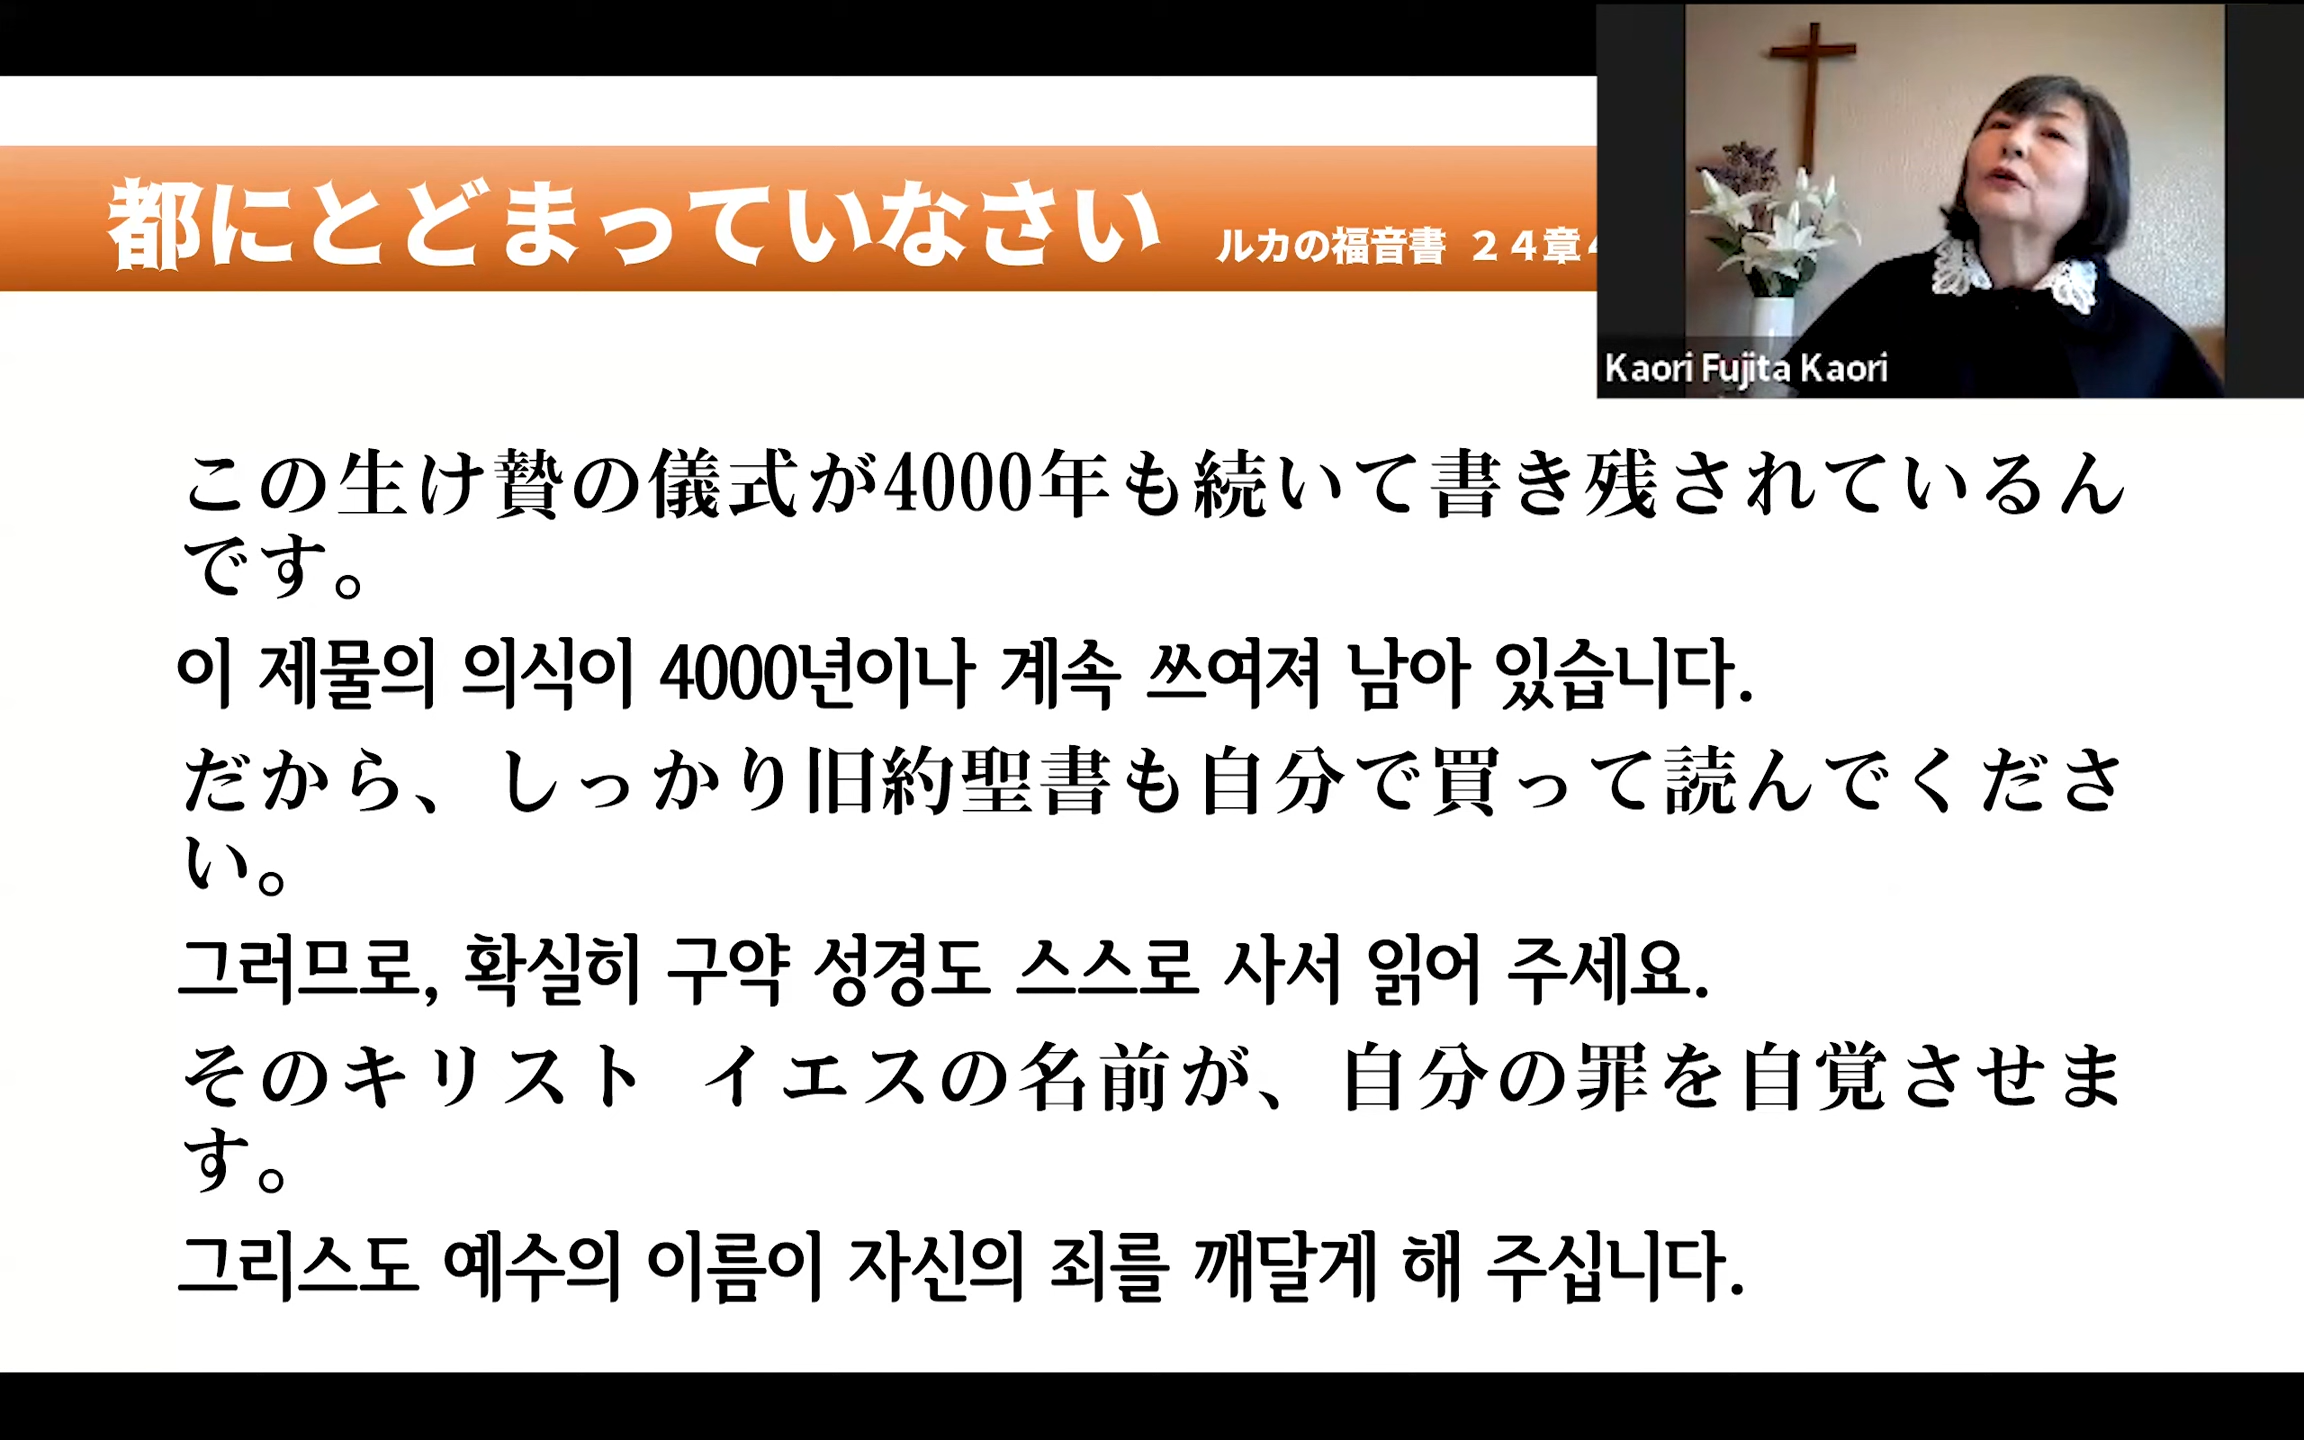 都にとどまっていなさい ルカの福音書 ２４章
Kaori Fujita Kaori
この生け贄の儀式が4000年も続いて書き残されているん
です。
이 제물의 의식이 4000년이나 계속 쓰여져 남아 있습니다.
だから、しっかり旧約聖書も自分で買って読んでくださ
い。
그러므로, 확실히 구약 성경도 스스로 사서 읽어 주세요.
そのキリスト イエスの名前が、自分の罪を自覚させま
す。
그리스도 예수의 이름이 자신의 죄를 깨달게 해 주십니다.